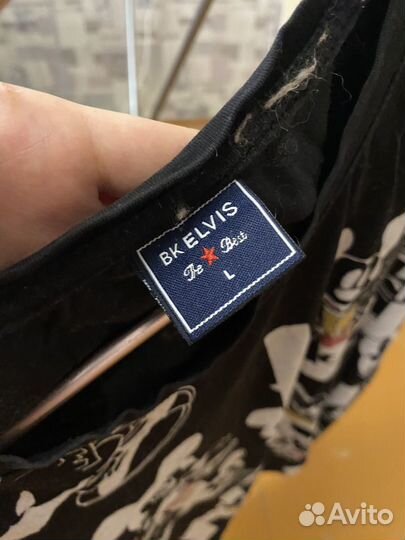 BK ELVIS
The ★ Best
L
Avito